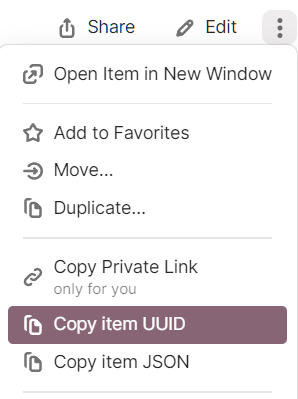 Share Edit
Open Item in New Window
Add to Favorites
Move...
Duplicate...
Copy Private Link
only for you
Copy item UUID
Copy item JSON